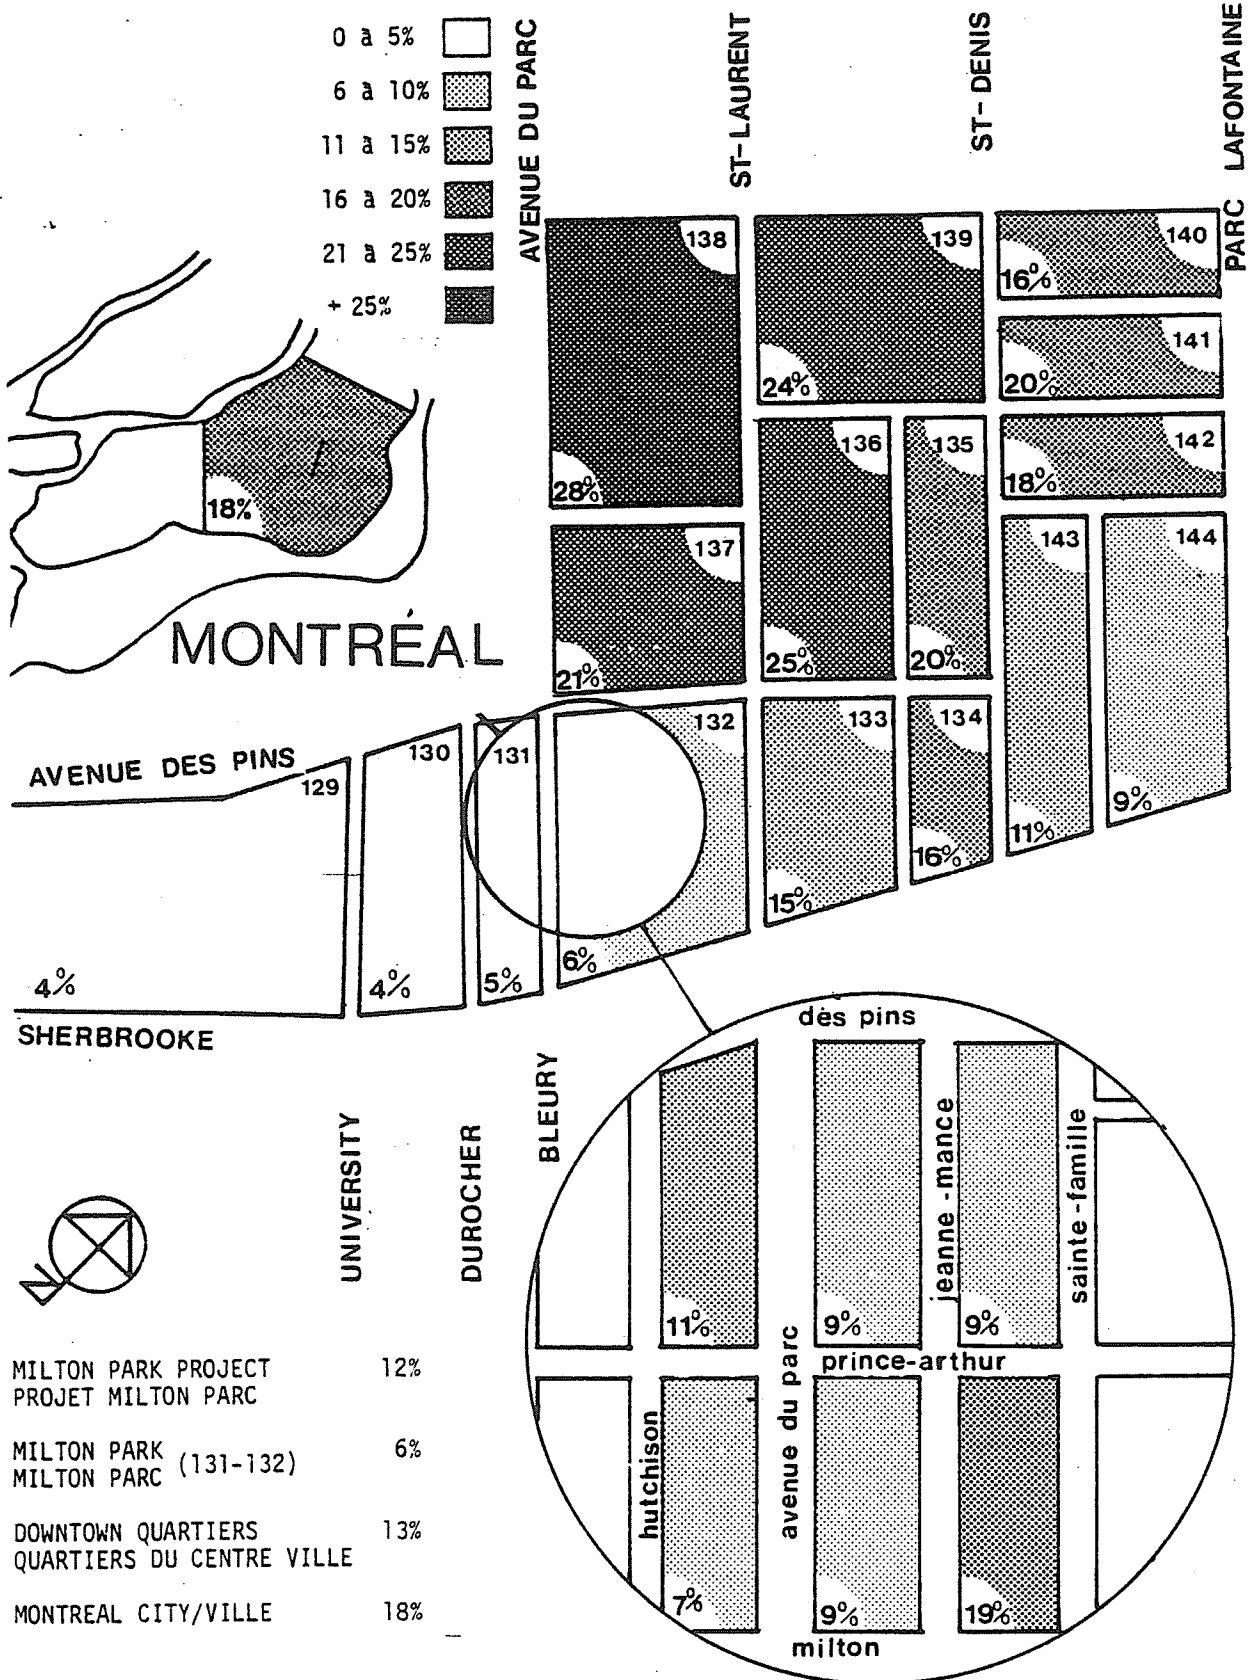 0 à 5%
6 à 10%
11 à 15%
16 à 20%
21 à 25%
+ 25%
AVENUE DU PARC
ST-LAURENT
ST-DENIS
PARC LAFONTAINE
138
28%
139
24%
140
16%
141
20%
142
18%
136
25%
135
20%
137
21%
143
11%
144
9%
18%
MONTRÉAL
AVENUE DES PINS
129
4%
130
4%
131
5%
132
6%
133
15%
134
16%
SHERBROOKE
UNIVERSITY
DUROCHER
BLEURY
des pins
jeanne-mance
sainte-famille
11%
9%
9%
prince-arthur
hutchison
avenue du parc
7%
9%
19%
milton
MILTON PARK PROJECT 12%
PROJET MILTON PARC
MILTON PARK (131-132) 6%
MILTON PARC
DOWNTOWN QUARTIERS 13%
QUARTIERS DU CENTRE VILLE
MONTREAL CITY/VILLE 18%